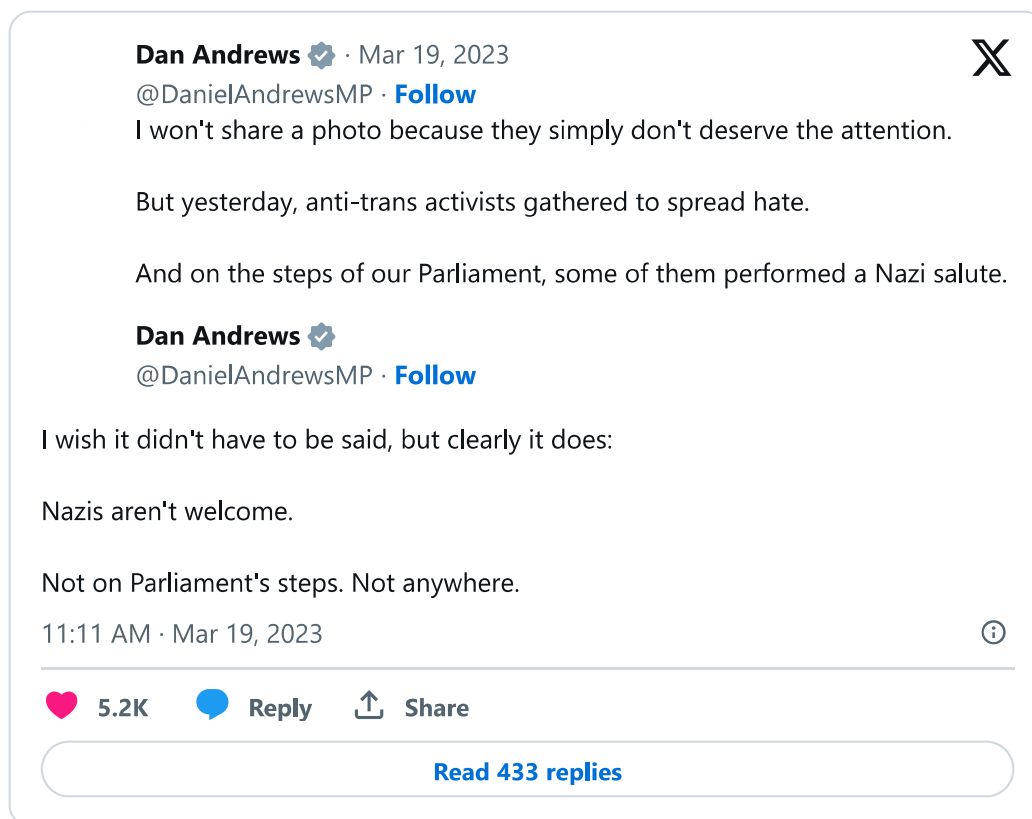 Dan Andrews · Mar 19, 2023
@DanielAndrewsMP · Follow
I won't share a photo because they simply don't deserve the attention.
But yesterday, anti-trans activists gathered to spread hate.
And on the steps of our Parliament, some of them performed a Nazi salute.
Dan Andrews
@DanielAndrewsMP · Follow
I wish it didn't have to be said, but clearly it does:
Nazis aren't welcome.
Not on Parliament's steps. Not anywhere.
11:11 AM · Mar 19, 2023
5.2K Reply Share
Read 433 replies